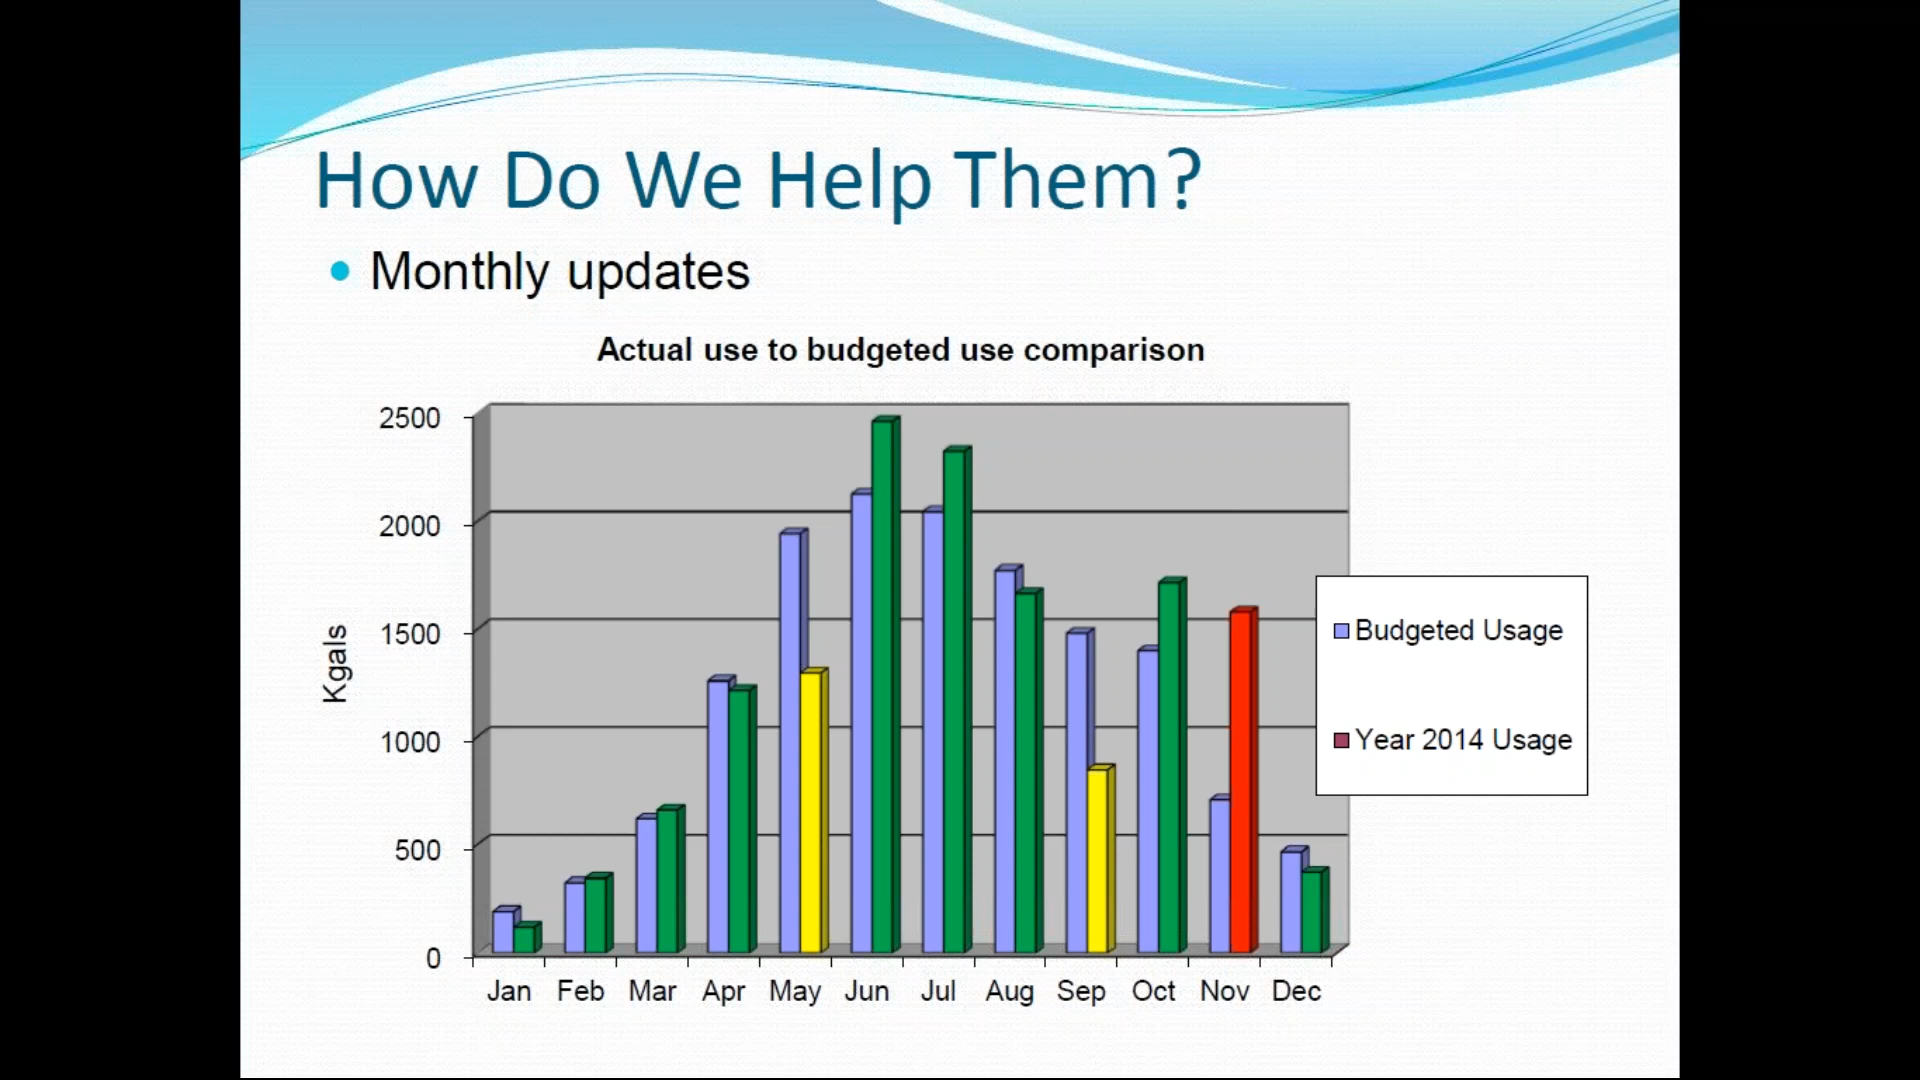 How Do We Help Them?
Monthly updates
Actual use to budgeted use comparison
2500
2000
1500
1000
500
0
Kgals
Jan Feb Mar Apr May Jun Jul Aug Sep Oct Nov Dec
Budgeted Usage
Year 2014 Usage